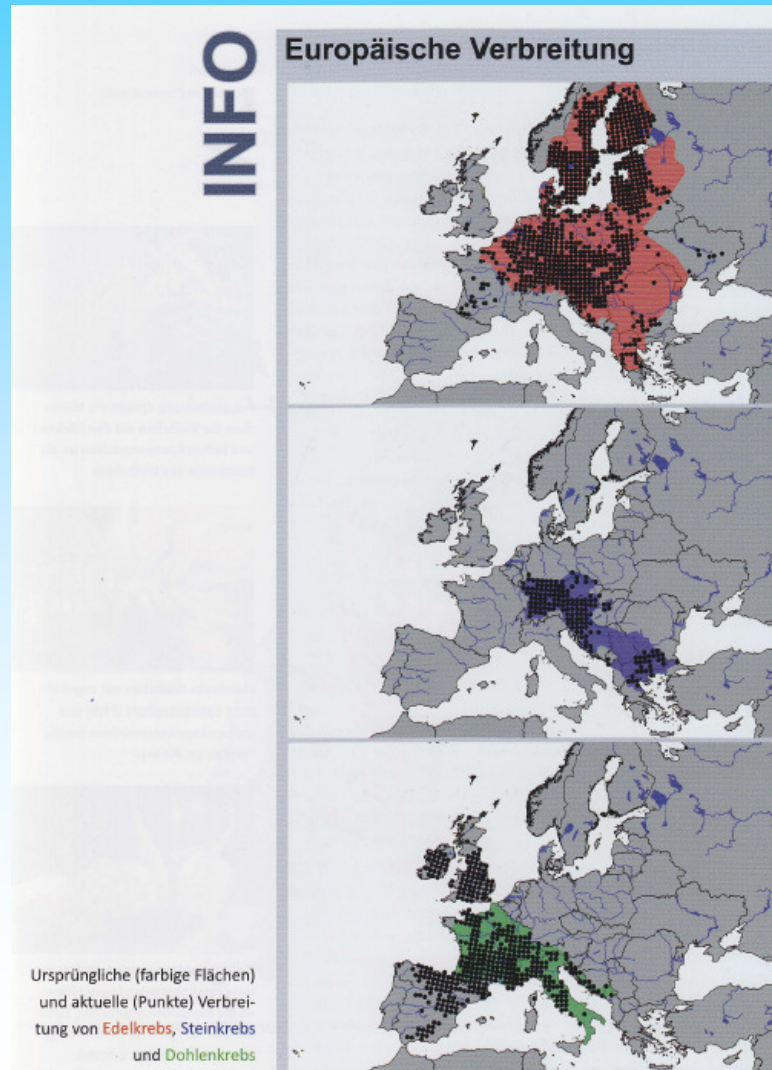 INFO
Europäische Verbreitung
Ursprüngliche (farbige Flächen)
und aktuelle (Punkte) Verbrei-
tung von Edelkrebs, Steinkrebs
und Dohlenkrebs